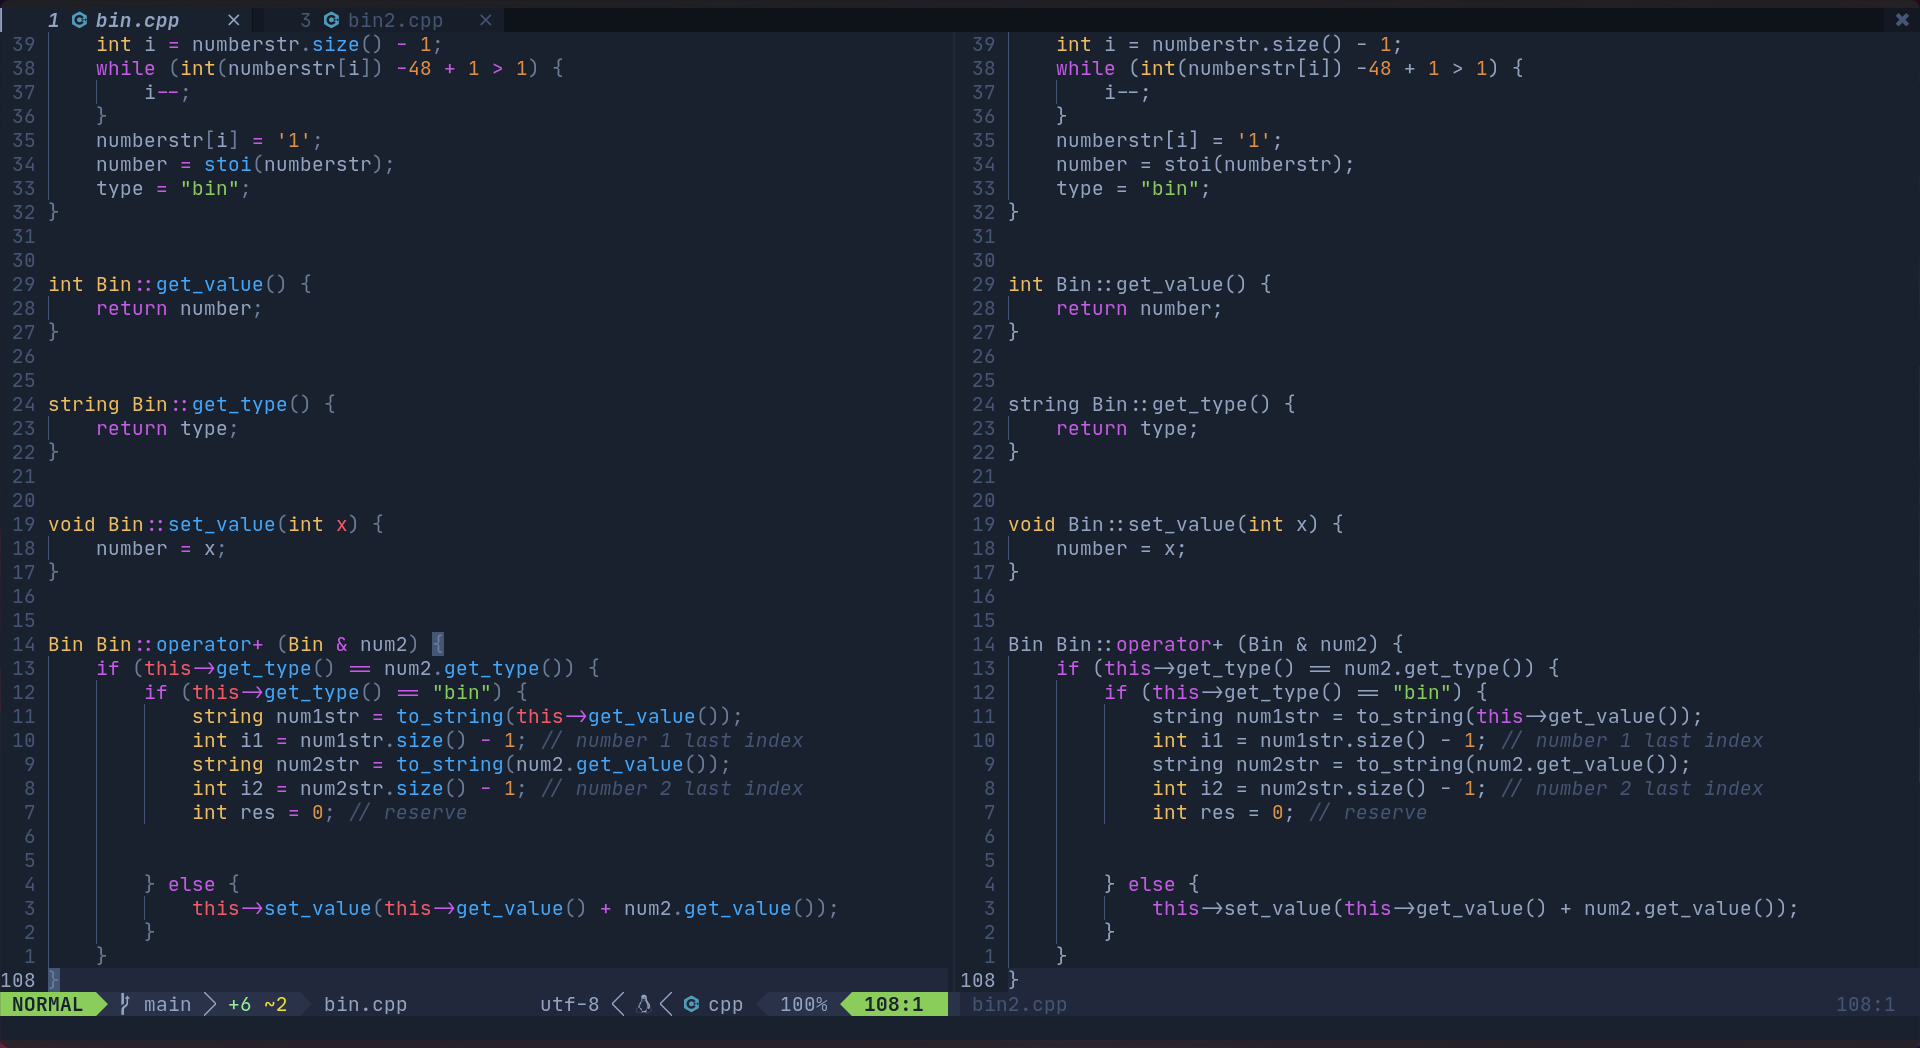 1 bin.cpp × 3 bin2.cpp ×
39     int i = numberstr.size() - 1;
38     while (int(numberstr[i]) -48 + 1 > 1) {
37         i--;
36     }
35     numberstr[i] = '1';
34     number = stoi(numberstr);
33     type = "bin";
32 }
31
30
29 int Bin::get_value() {
28     return number;
27 }
26
25
24 string Bin::get_type() {
23     return type;
22 }
21
20
19 void Bin::set_value(int x) {
18     number = x;
17 }
16
15
14 Bin Bin::operator+ (Bin & num2) {
13     if (this->get_type() == num2.get_type()) {
12         if (this->get_type() == "bin") {
11             string num1str = to_string(this->get_value());
10             int i1 = num1str.size() - 1; // number 1 last index
9             string num2str = to_string(num2.get_value());
8             int i2 = num2str.size() - 1; // number 2 last index
7             int res = 0; // reserve
6
5
4         } else {
3             this->set_value(this->get_value() + num2.get_value());
2         }
1     }
108 }
NORMAL main +6 ~2 bin.cpp utf-8 cpp 100% 108:1
39     int i = numberstr.size() - 1;
38     while (int(numberstr[i]) -48 + 1 > 1) {
37         i--;
36     }
35     numberstr[i] = '1';
34     number = stoi(numberstr);
33     type = "bin";
32 }
31
30
29 int Bin::get_value() {
28     return number;
27 }
26
25
24 string Bin::get_type() {
23     return type;
22 }
21
20
19 void Bin::set_value(int x) {
18     number = x;
17 }
16
15
14 Bin Bin::operator+ (Bin & num2) {
13     if (this->get_type() == num2.get_type()) {
12         if (this->get_type() == "bin") {
11             string num1str = to_string(this->get_value());
10             int i1 = num1str.size() - 1; // number 1 last index
9             string num2str = to_string(num2.get_value());
8             int i2 = num2str.size() - 1; // number 2 last index
7             int res = 0; // reserve
6
5
4         } else {
3             this->set_value(this->get_value() + num2.get_value());
2         }
1     }
108 }
bin2.cpp 108:1